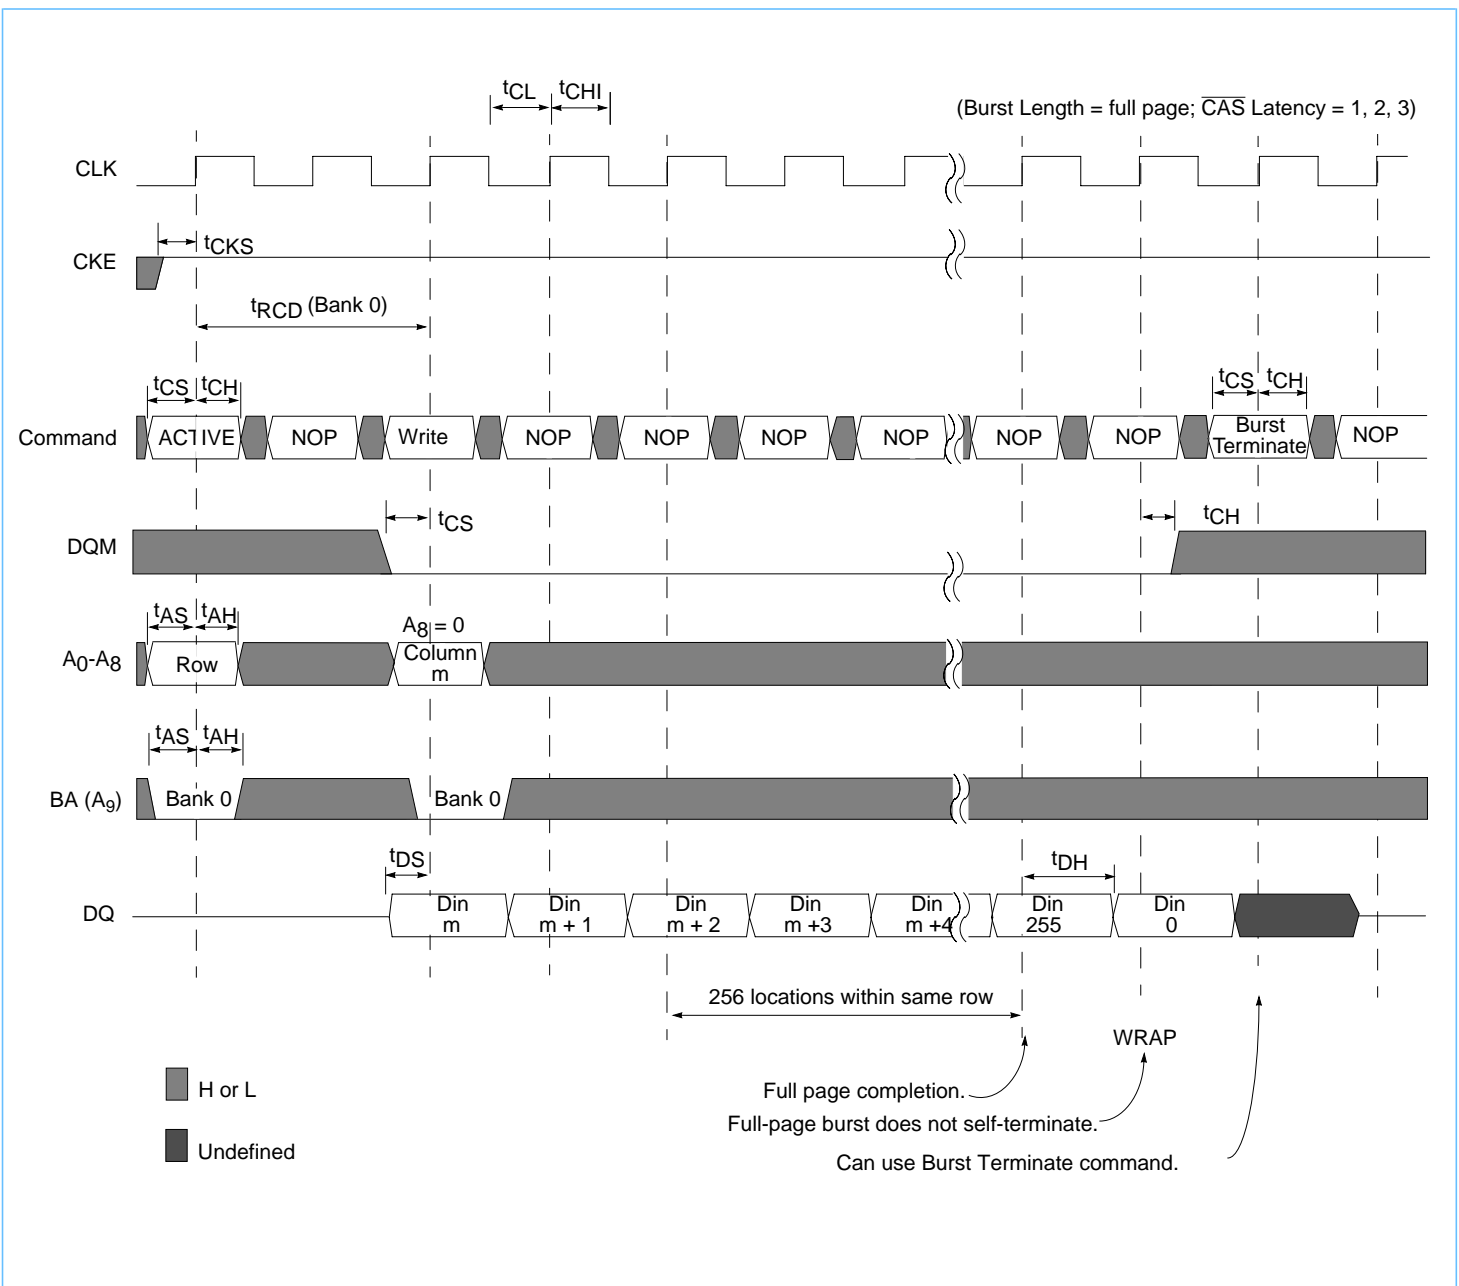 tCL tCHI
(Burst Length = full page; CAS Latency = 1, 2, 3)
CLK
tCKS
CKE
tRCD (Bank 0)
tCS tCH tCS tCH
Command ACTIVE NOP Write NOP NOP NOP NOP NOP NOP Burst Terminate NOP
tCS tCH
DQM
tAS tAH A8 = 0
A0-A8 Row Column m
tAS tAH
BA (A9) Bank 0 Bank 0
tDS tDH
DQ Din m Din m + 1 Din m + 2 Din m +3 Din m +4 Din 255 Din 0
256 locations within same row
WRAP
H or L
Full page completion.
Full-page burst does not self-terminate.
Undefined
Can use Burst Terminate command.